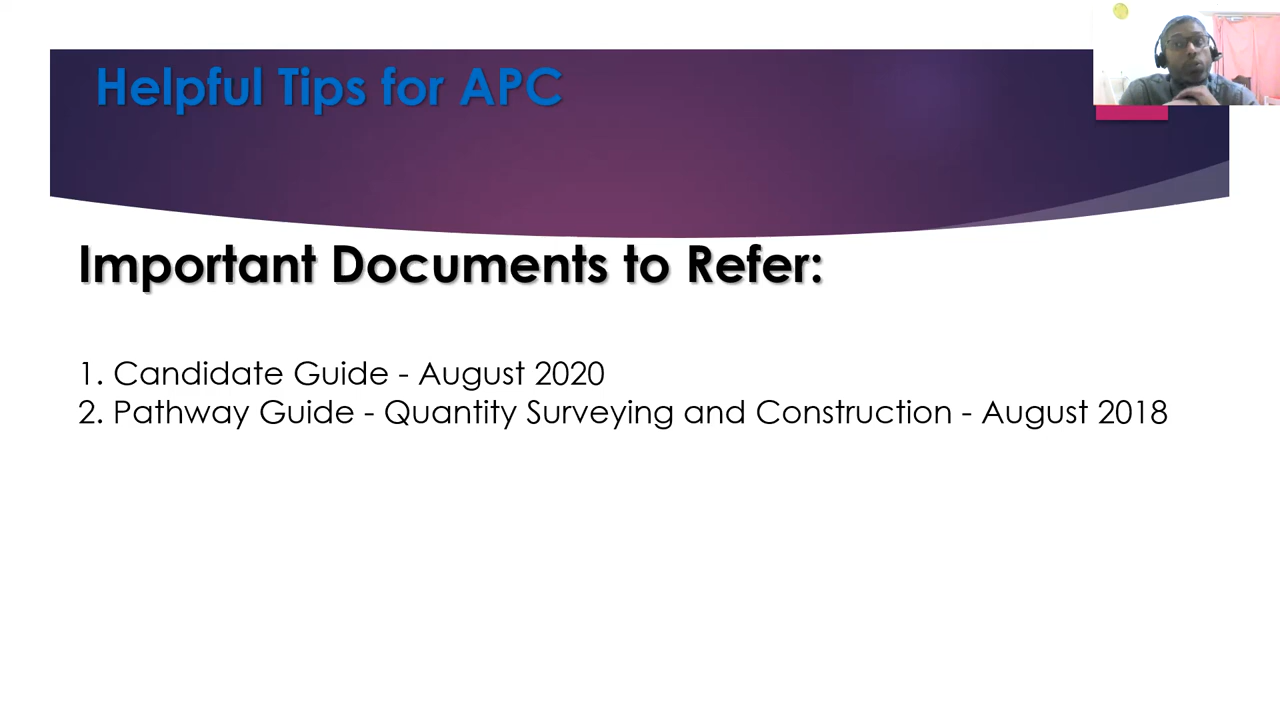 Helpful Tips for APC
Important Documents to Refer:
1. Candidate Guide - August 2020
2. Pathway Guide - Quantity Surveying and Construction - August 2018